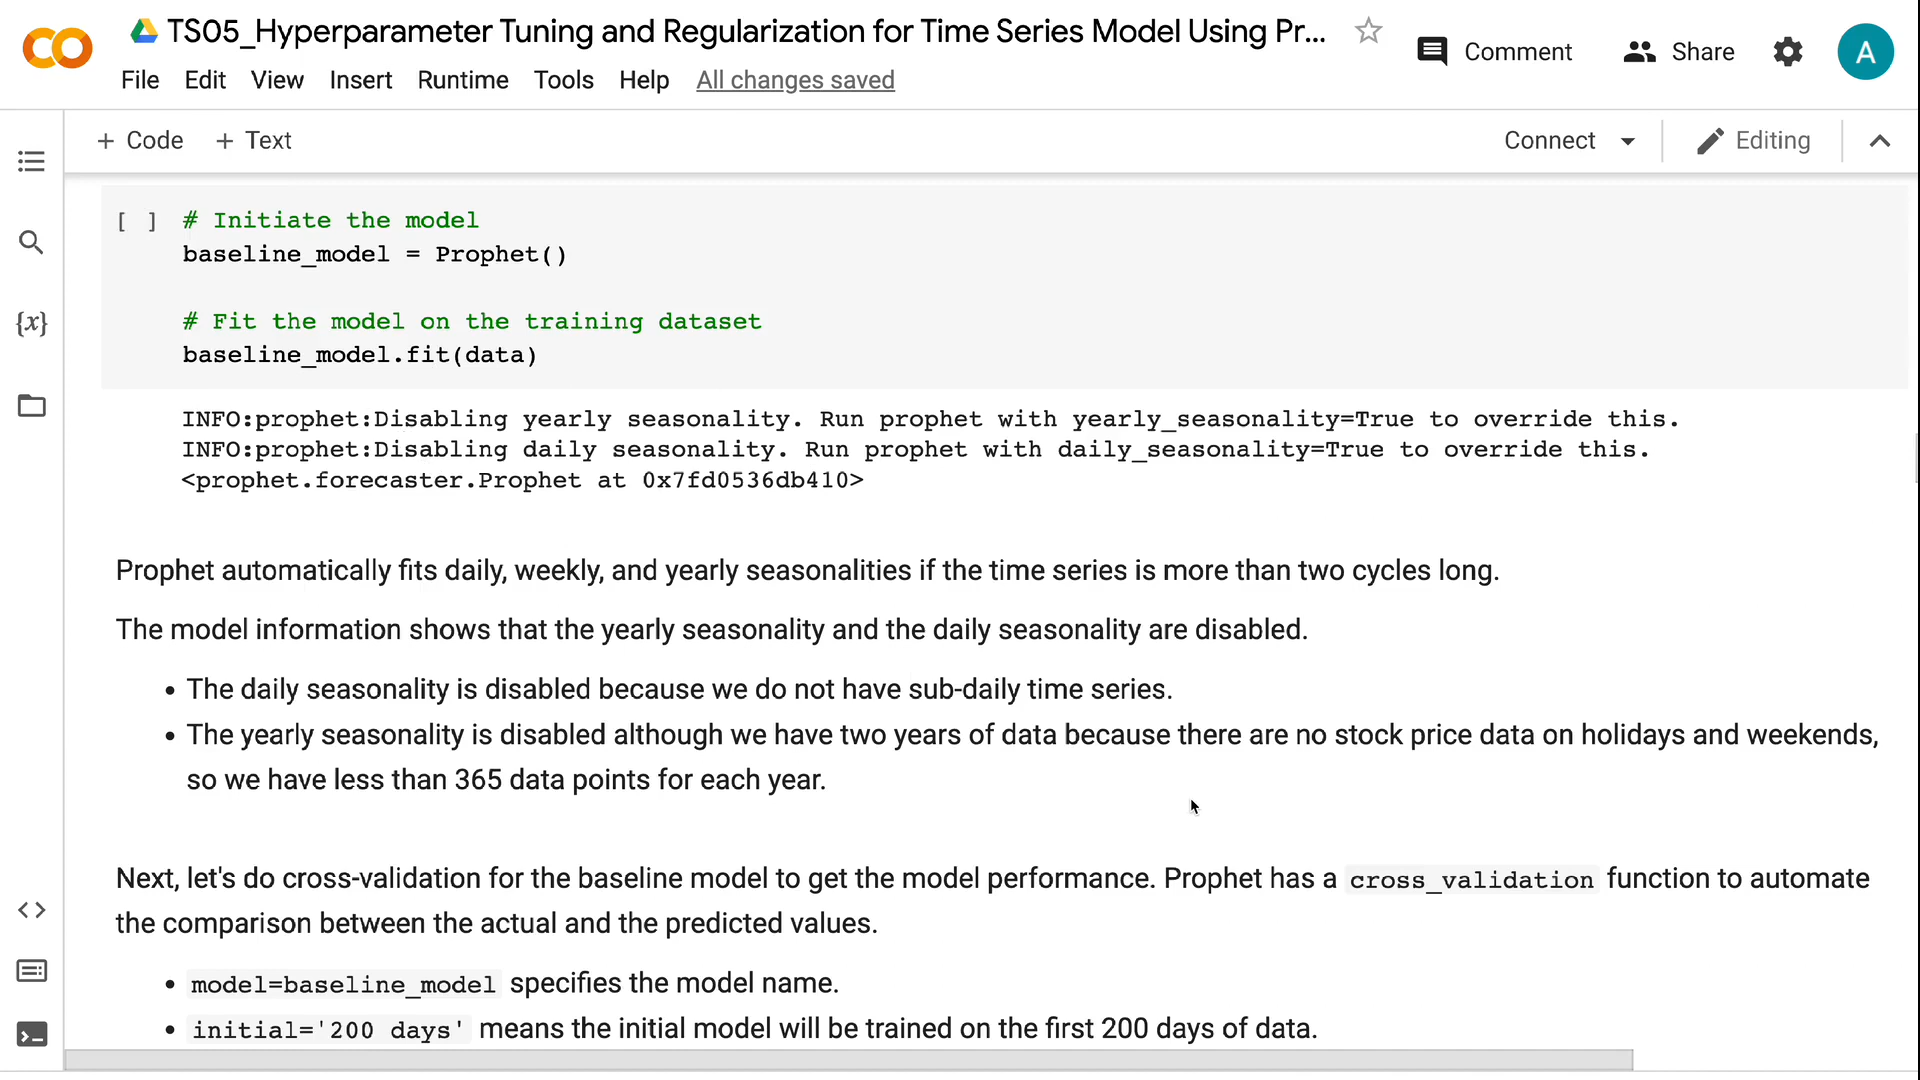 TS05_Hyperparameter Tuning and Regularization for Time Series Model Using Pr...
Comment
Share
A
File Edit View Insert Runtime Tools Help All changes saved
+ Code + Text
Connect
Editing
{x}
[ ] # Initiate the model
baseline_model = Prophet()
# Fit the model on the training dataset
baseline_model.fit(data)
INFO:prophet:Disabling yearly seasonality. Run prophet with yearly_seasonality=True to override this.
INFO:prophet:Disabling daily seasonality. Run prophet with daily_seasonality=True to override this.
<prophet.forecaster.Prophet at 0x7fd0536db410>
Prophet automatically fits daily, weekly, and yearly seasonalities if the time series is more than two cycles long.
The model information shows that the yearly seasonality and the daily seasonality are disabled.
• The daily seasonality is disabled because we do not have sub-daily time series.
• The yearly seasonality is disabled although we have two years of data because there are no stock price data on holidays and weekends,
so we have less than 365 data points for each year.
Next, let's do cross-validation for the baseline model to get the model performance. Prophet has a cross_validation function to automate
the comparison between the actual and the predicted values.
• model=baseline_model specifies the model name.
• initial='200 days' means the initial model will be trained on the first 200 days of data.